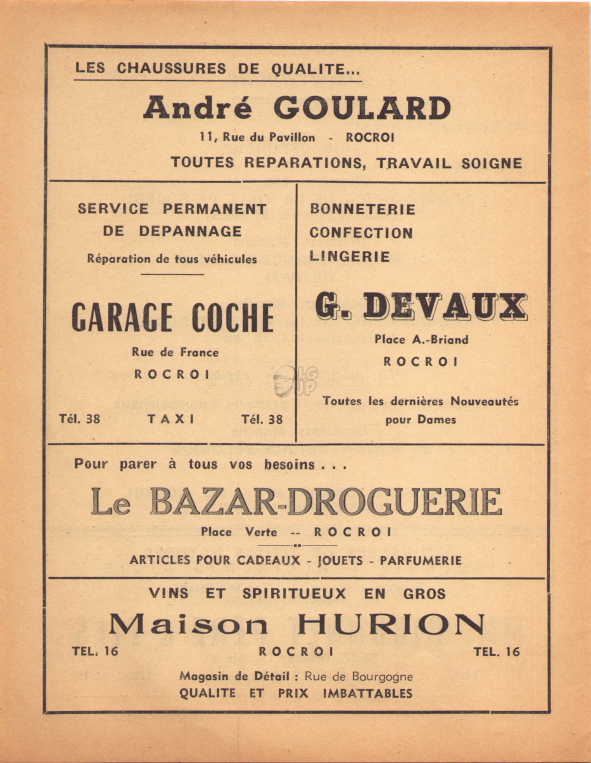 LES CHAUSSURES DE QUALITE...
André GOULARD
11, Rue du Pavillon - ROCROI
TOUTES REPARATIONS, TRAVAIL SOIGNE
SERVICE PERMANENT
DE DEPANNAGE
Réparation de tous véhicules
GARAGE COCHE
Rue de France
ROCROI
Tél. 38 TAXI Tél. 38
BONNETERIE
CONFECTION
LINGERIE
G. DEVAUX
Place A.-Briand
ROCROI
Toutes les dernières Nouveautés
pour Dames
LG
UP
Pour parer à tous vos besoins...
Le BAZAR-DROGUERIE
Place Verte -- ROCROI
ARTICLES POUR CADEAUX - JOUETS - PARFUMERIE
VINS ET SPIRITUEUX EN GROS
Maison HURION
TEL. 16 ROCROI TEL. 16
Magasin de Détail : Rue de Bourgogne
QUALITE ET PRIX IMBATTABLES